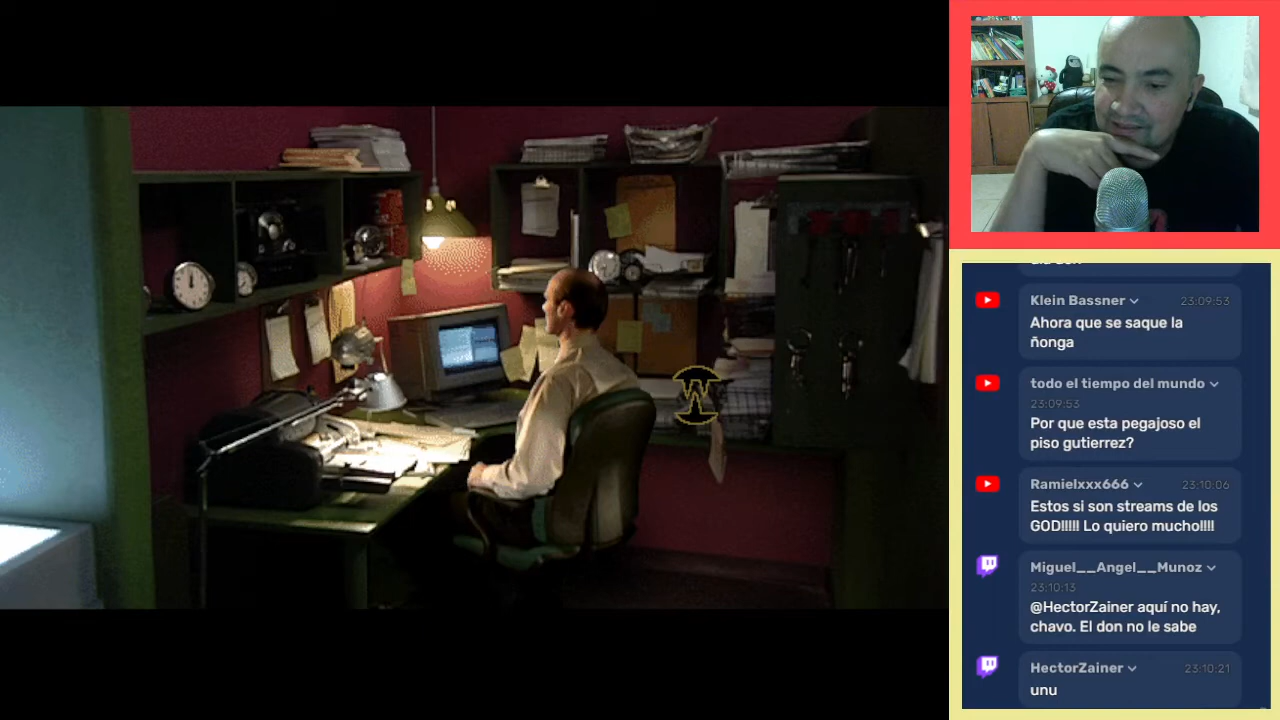 Klein Bassner 23:09:53
Ahora que se saque la
ñonga
todo el tiempo del mundo
23:09:53
Por que esta pegajoso el
piso gutierrez?
Ramielxxx666 23:10:06
Estos si son streams de los
GOD!!!!! Lo quiero mucho!!!!
Miguel__Angel__Munoz
23:10:13
@HectorZainer aquí no hay,
chavo. El don no le sabe
HectorZainer 23:10:21
unu